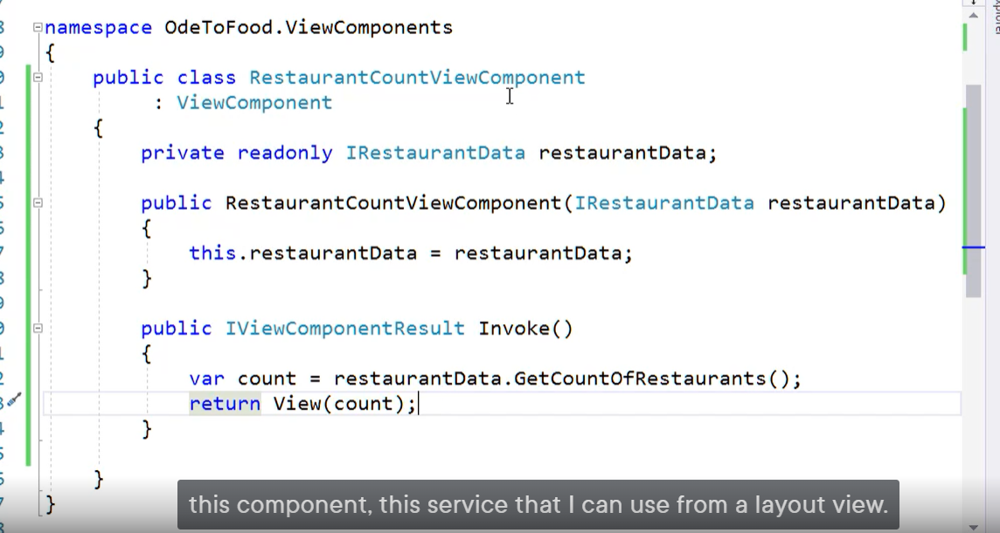 namespace OdeToFood.ViewComponents
{
public class RestaurantCountViewComponent
: ViewComponent
{
private readonly IRestaurantData restaurantData;
public RestaurantCountViewComponent(IRestaurantData restaurantData)
{
this.restaurantData = restaurantData;
}
public IViewComponentResult Invoke()
{
var count = restaurantData.GetCountOfRestaurants();
return View(count);
}
}
}
this component, this service that I can use from a layout view.